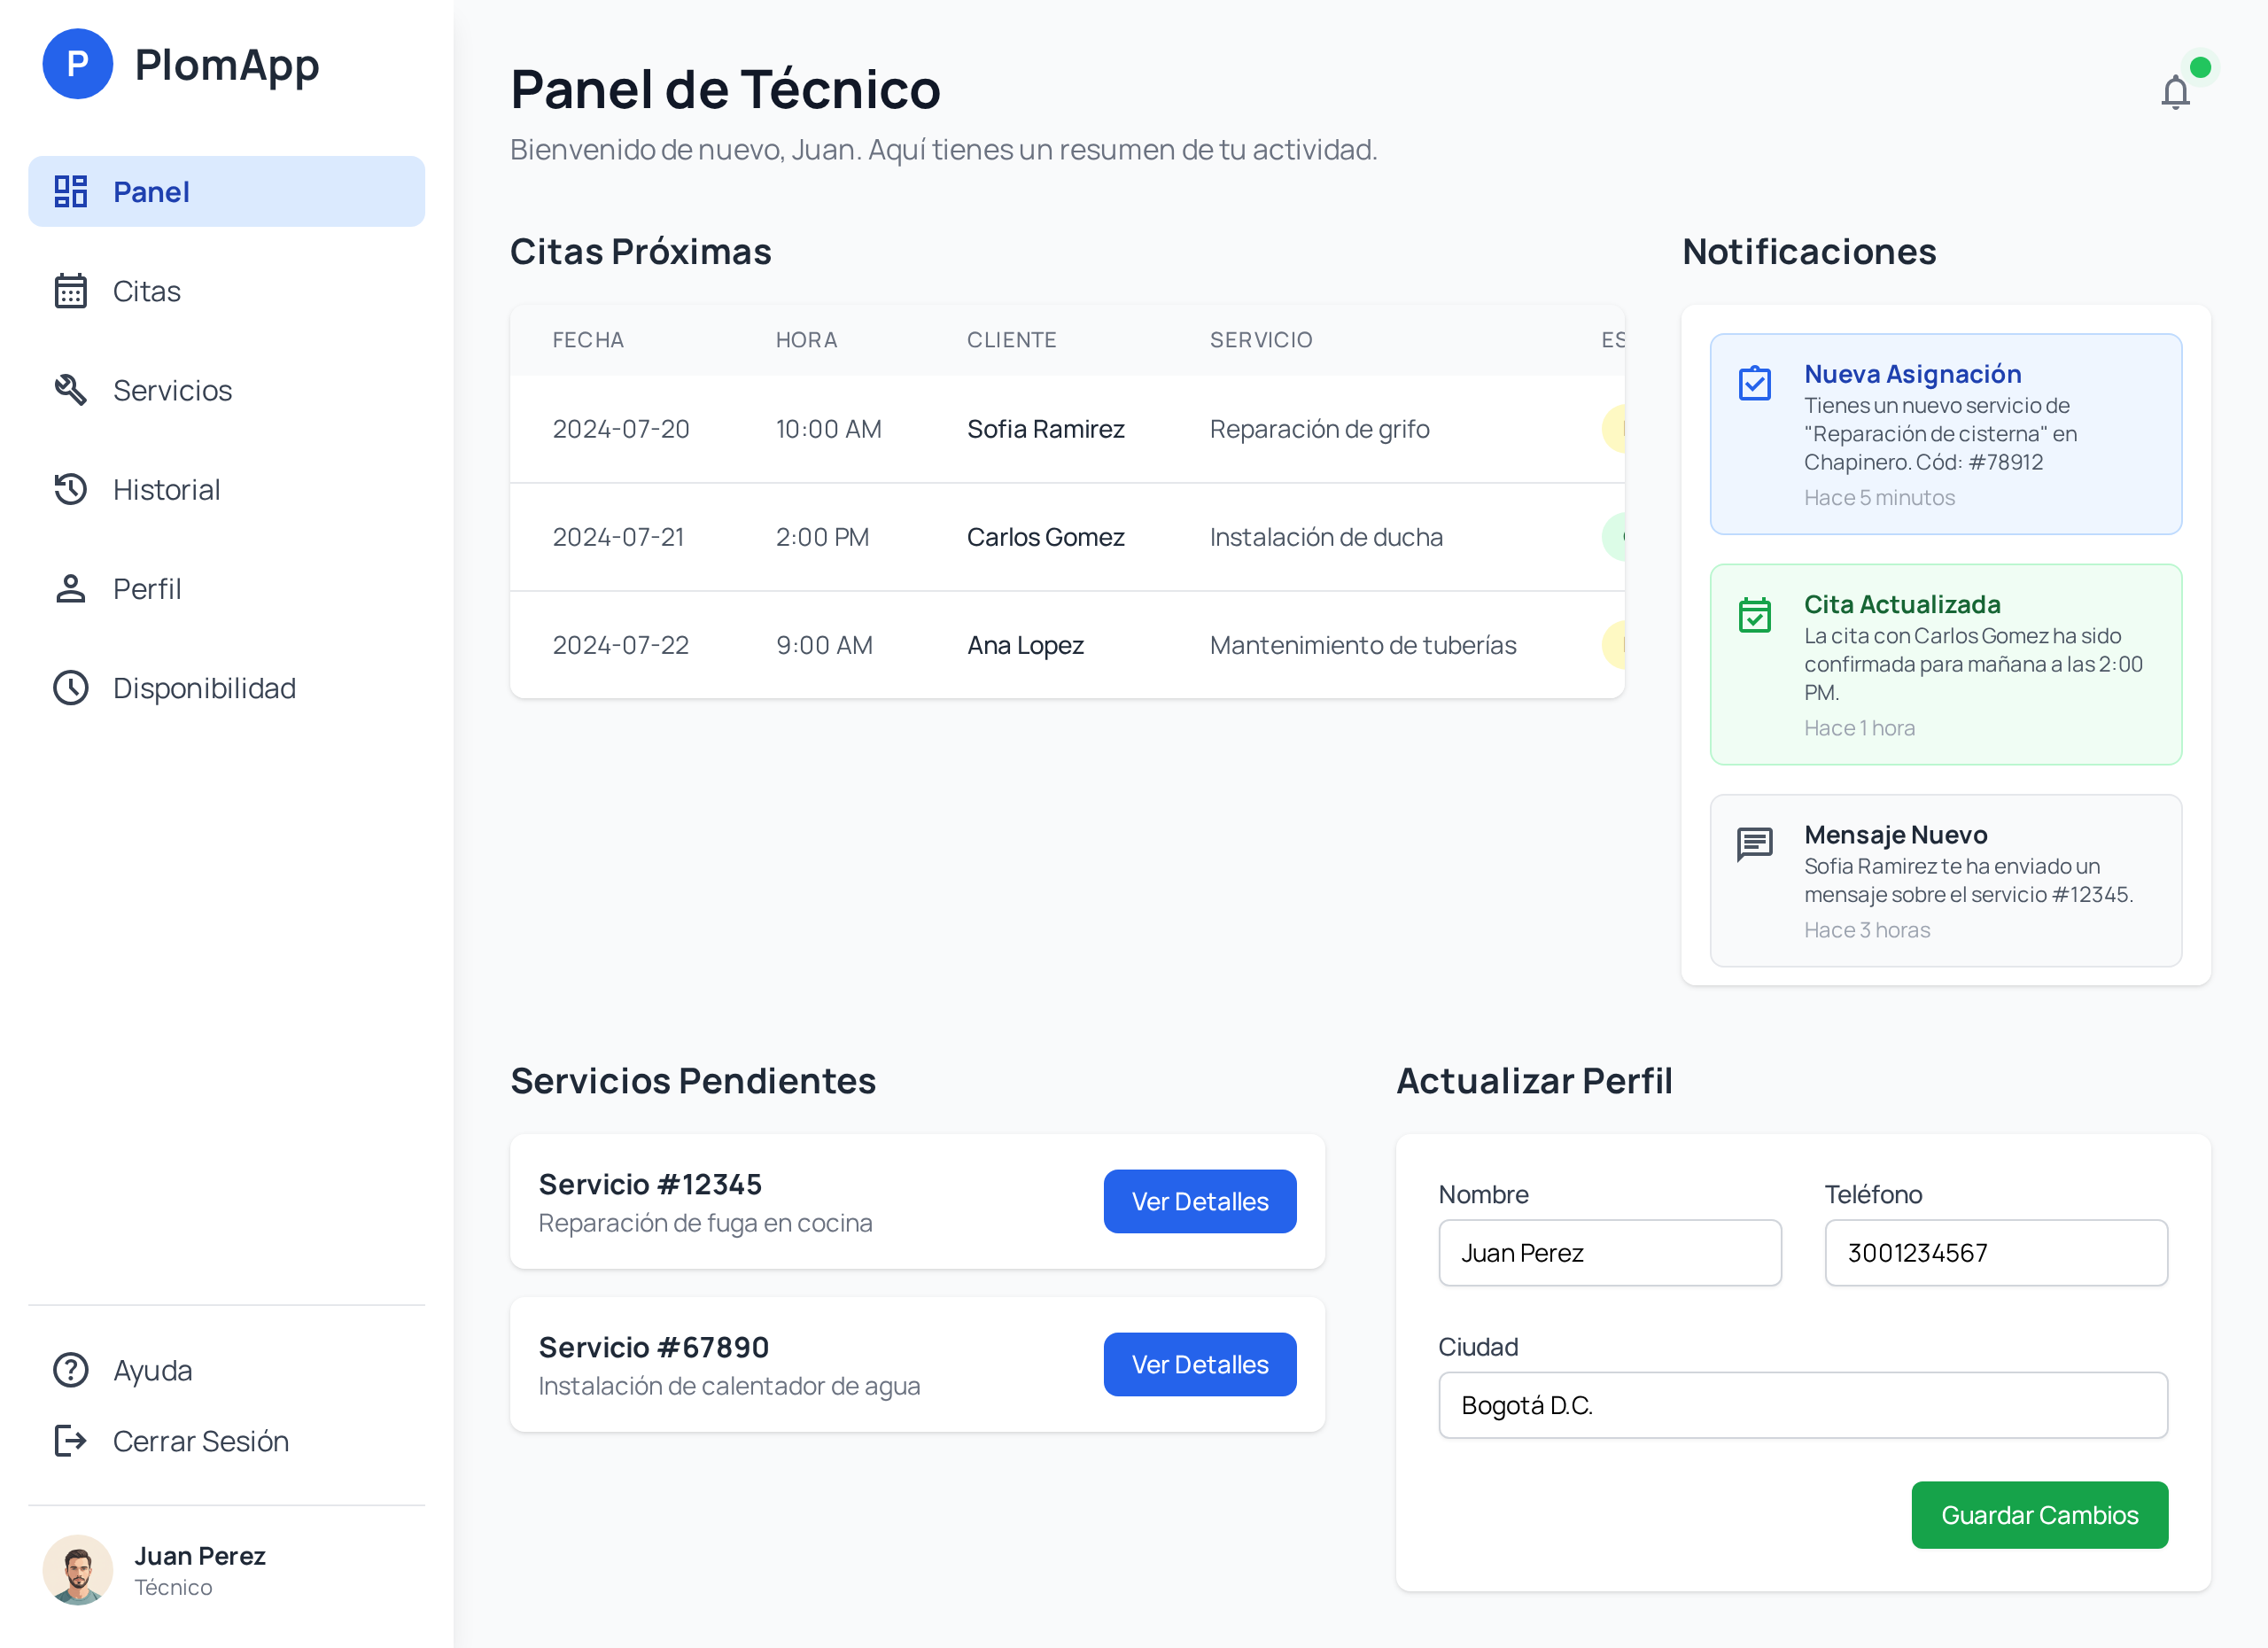 P PlomApp
Panel
Citas
Servicios
Historial
Perfil
Disponibilidad
Ayuda
Cerrar Sesión
Juan Perez
Técnico
Panel de Técnico
Bienvenido de nuevo, Juan. Aquí tienes un resumen de tu actividad.
Citas Próximas
FECHA HORA CLIENTE SERVICIO
2024-07-20 10:00 AM Sofia Ramirez Reparación de grifo
2024-07-21 2:00 PM Carlos Gomez Instalación de ducha
2024-07-22 9:00 AM Ana Lopez Mantenimiento de tuberías
Notificaciones
Nueva Asignación
Tienes un nuevo servicio de
"Reparación de cisterna" en
Chapinero. Cód: #78912
Hace 5 minutos
Cita Actualizada
La cita con Carlos Gomez ha sido
confirmada para mañana a las 2:00
PM.
Hace 1 hora
Mensaje Nuevo
Sofia Ramirez te ha enviado un
mensaje sobre el servicio #12345.
Hace 3 horas
Servicios Pendientes
Servicio #12345
Reparación de fuga en cocina
Ver Detalles
Servicio #67890
Instalación de calentador de agua
Ver Detalles
Actualizar Perfil
Nombre Teléfono
Juan Perez 3001234567
Ciudad
Bogotá D.C.
Guardar Cambios